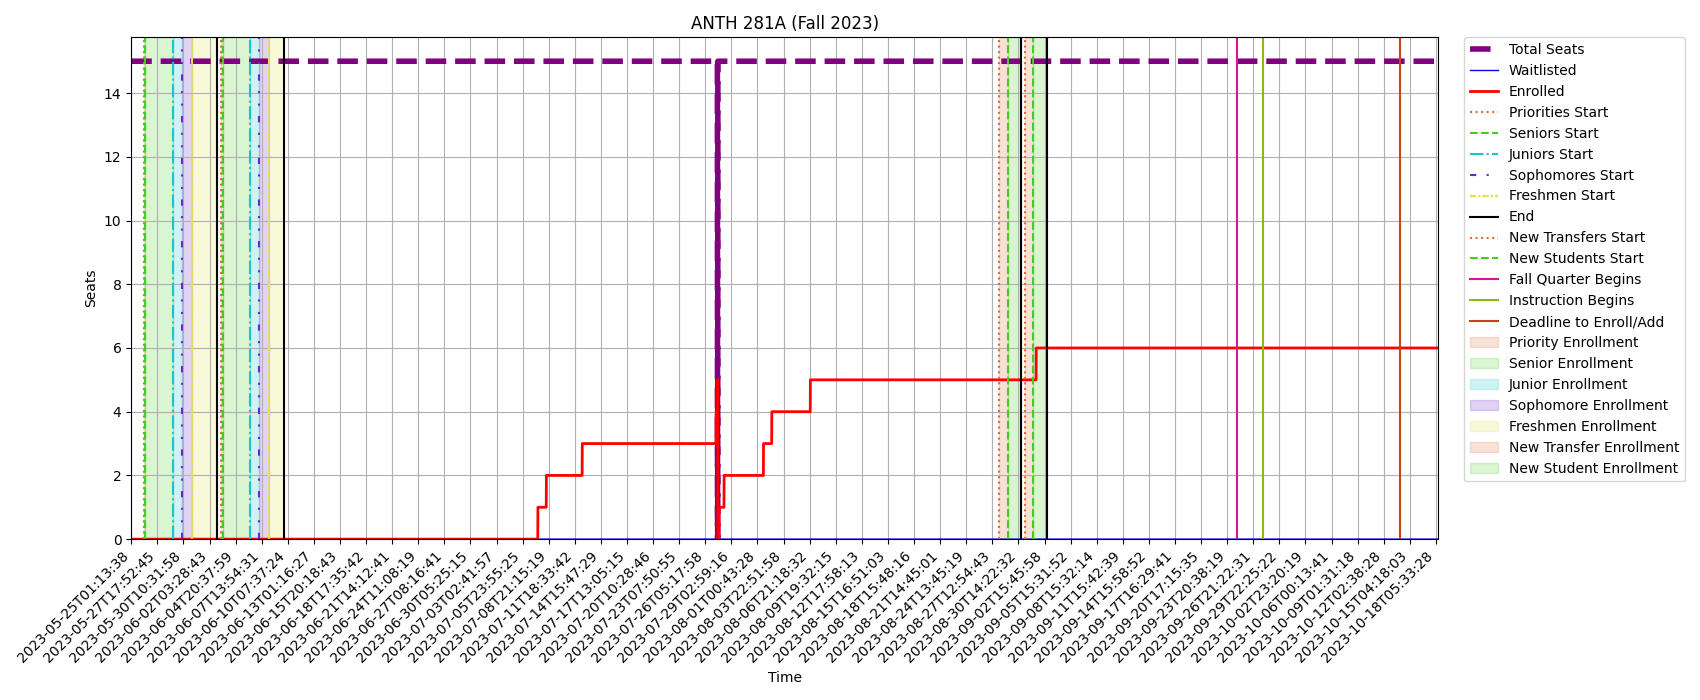 ANTH 281A (Fall 2023)
Seats
14
12
10
8
6
4
2
0
2023-05-25T01:13:38
2023-05-27T17:52:45
2023-05-30T10:31:58
2023-06-02T03:28:43
2023-06-04T20:37:59
2023-06-07T13:54:31
2023-06-10T07:37:24
2023-06-13T01:16:27
2023-06-15T20:18:43
2023-06-18T17:35:42
2023-06-21T14:12:41
2023-06-24T11:08:19
2023-06-27T08:16:41
2023-06-30T05:25:15
2023-07-03T02:41:57
2023-07-05T23:55:25
2023-07-08T21:15:19
2023-07-11T18:33:42
2023-07-14T15:47:29
2023-07-17T13:05:15
2023-07-20T10:28:46
2023-07-23T07:50:55
2023-07-26T05:17:58
2023-07-29T02:59:16
2023-08-01T00:43:28
2023-08-03T22:51:58
2023-08-06T21:18:32
2023-08-09T19:32:15
2023-08-12T17:58:13
2023-08-15T16:51:03
2023-08-18T15:48:16
2023-08-21T14:45:01
2023-08-24T13:45:19
2023-08-27T12:54:43
2023-08-30T14:22:32
2023-09-02T15:45:58
2023-09-05T15:31:52
2023-09-08T15:32:14
2023-09-11T15:42:39
2023-09-14T15:58:52
2023-09-17T16:29:41
2023-09-20T17:15:35
2023-09-23T20:38:19
2023-09-26T21:22:31
2023-09-29T22:25:22
2023-10-02T23:20:19
2023-10-06T00:13:41
2023-10-09T01:31:18
2023-10-12T02:38:28
2023-10-15T04:18:03
2023-10-18T05:33:28
Time
Total Seats
Waitlisted
Enrolled
Priorities Start
Seniors Start
Juniors Start
Sophomores Start
Freshmen Start
End
New Transfers Start
New Students Start
Fall Quarter Begins
Instruction Begins
Deadline to Enroll/Add
Priority Enrollment
Senior Enrollment
Junior Enrollment
Sophomore Enrollment
Freshmen Enrollment
New Transfer Enrollment
New Student Enrollment